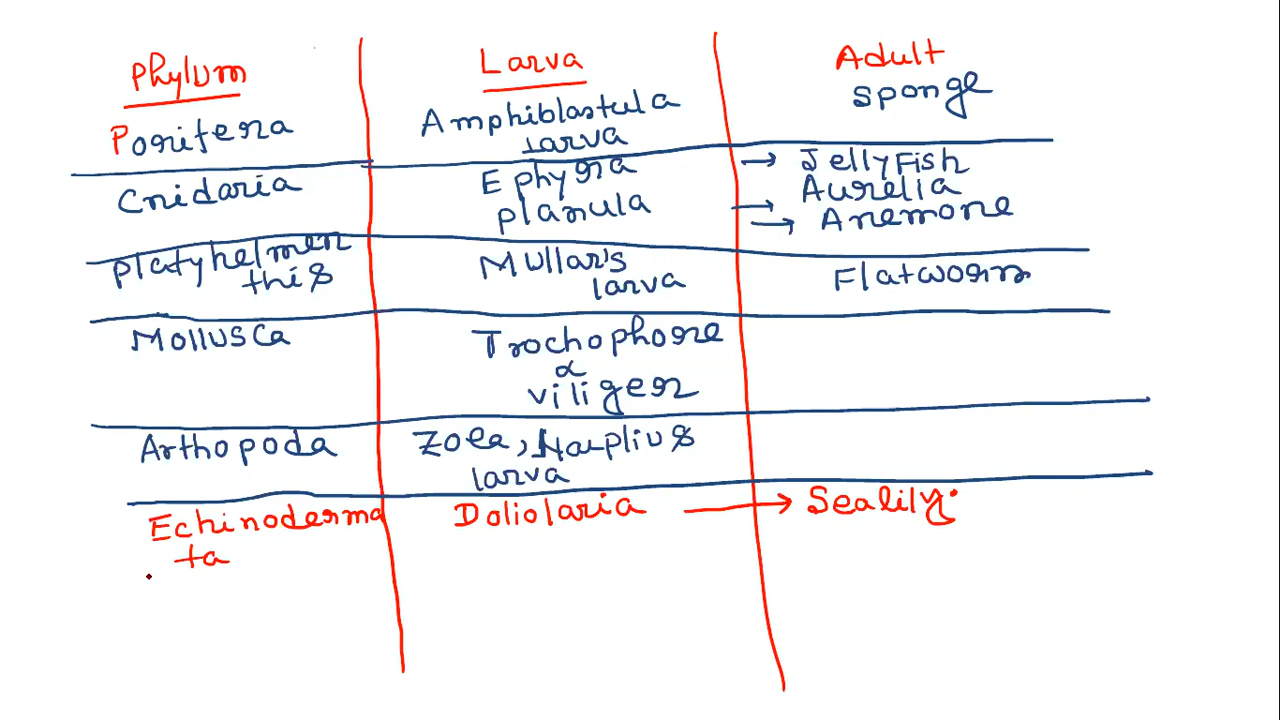 Phylum Larva Adult
Porifera Amphiblastula larva sponge
Cnidaria Ephyra → Jellyfish
planula Aurelia
→ → Anemone
Platyhelmen Mullar's Flatworm
this larva
Mollusca Trochophore
&
viliger
Arthopoda Zoea, Nauplius
larva
Echinoderma Doliolaria → Sealily.
ta